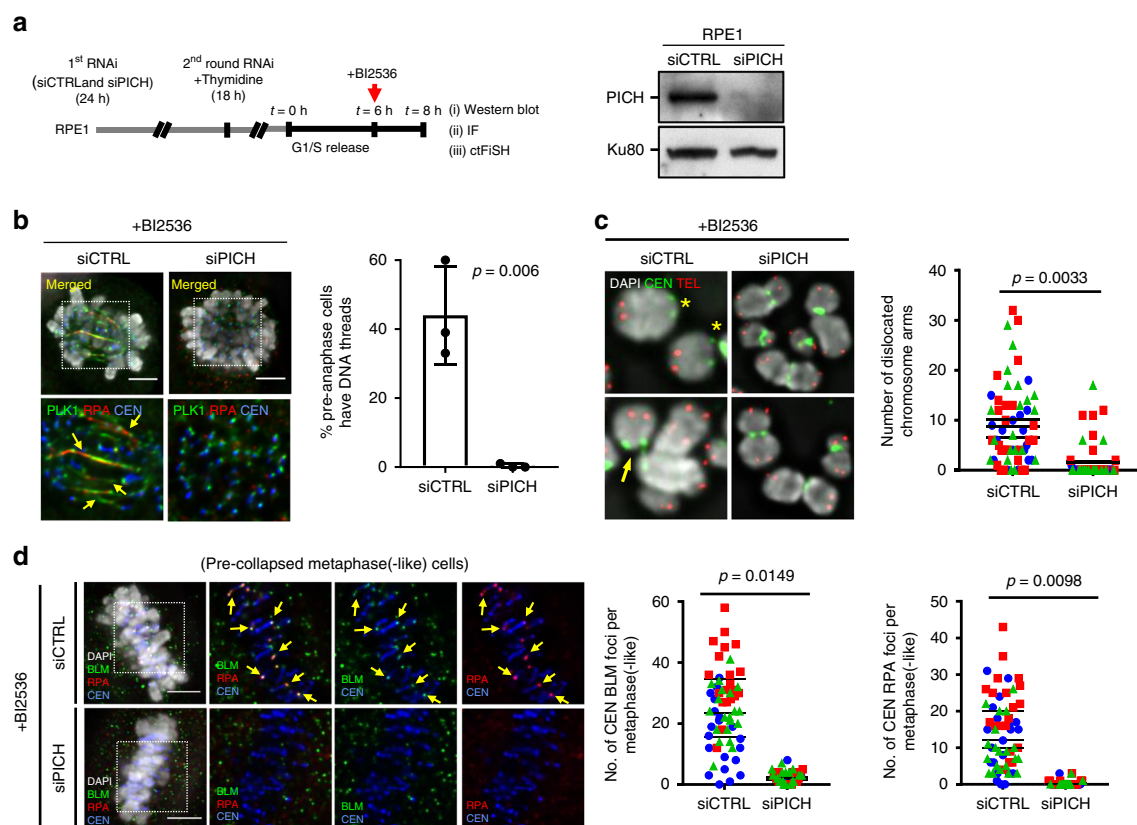 a
1st RNAi
(siCTRLand siPICH)
(24 h)
2nd round RNAi
+Thymidine
(18 h)
+BI2536
t = 0 h
t = 6 h
t = 8 h
RPE1
G1/S release
(i) Western blot
(ii) IF
(iii) ctFiSH
RPE1
siCTRL
siPICH
PICH
Ku80
b
+BI2536
siCTRL
siPICH
Merged
Merged
PLK1 RPA CEN
PLK1 RPA CEN
% pre-anaphase cells
have DNA threads
60
40
20
0
p = 0.006
siCTRL
siPICH
c
+BI2536
siCTRL
siPICH
DAPI CEN TEL
*
*
Number of dislocated
chromosome arms
40
30
20
10
0
p = 0.0033
siCTRL
siPICH
d
(Pre-collapsed metaphase(-like) cells)
+BI2536
siCTRL
DAPI
BLM
RPA
CEN
BLM
RPA
CEN
BLM
CEN
RPA
CEN
siPICH
DAPI
BLM
RPA
CEN
BLM
RPA
CEN
BLM
CEN
RPA
CEN
No. of CEN BLM foci per
metaphase(-like)
60
40
20
0
p = 0.0149
siCTRL
siPICH
No. of CEN RPA foci per
metaphase(-like)
50
40
30
20
10
0
p = 0.0098
siCTRL
siPICH